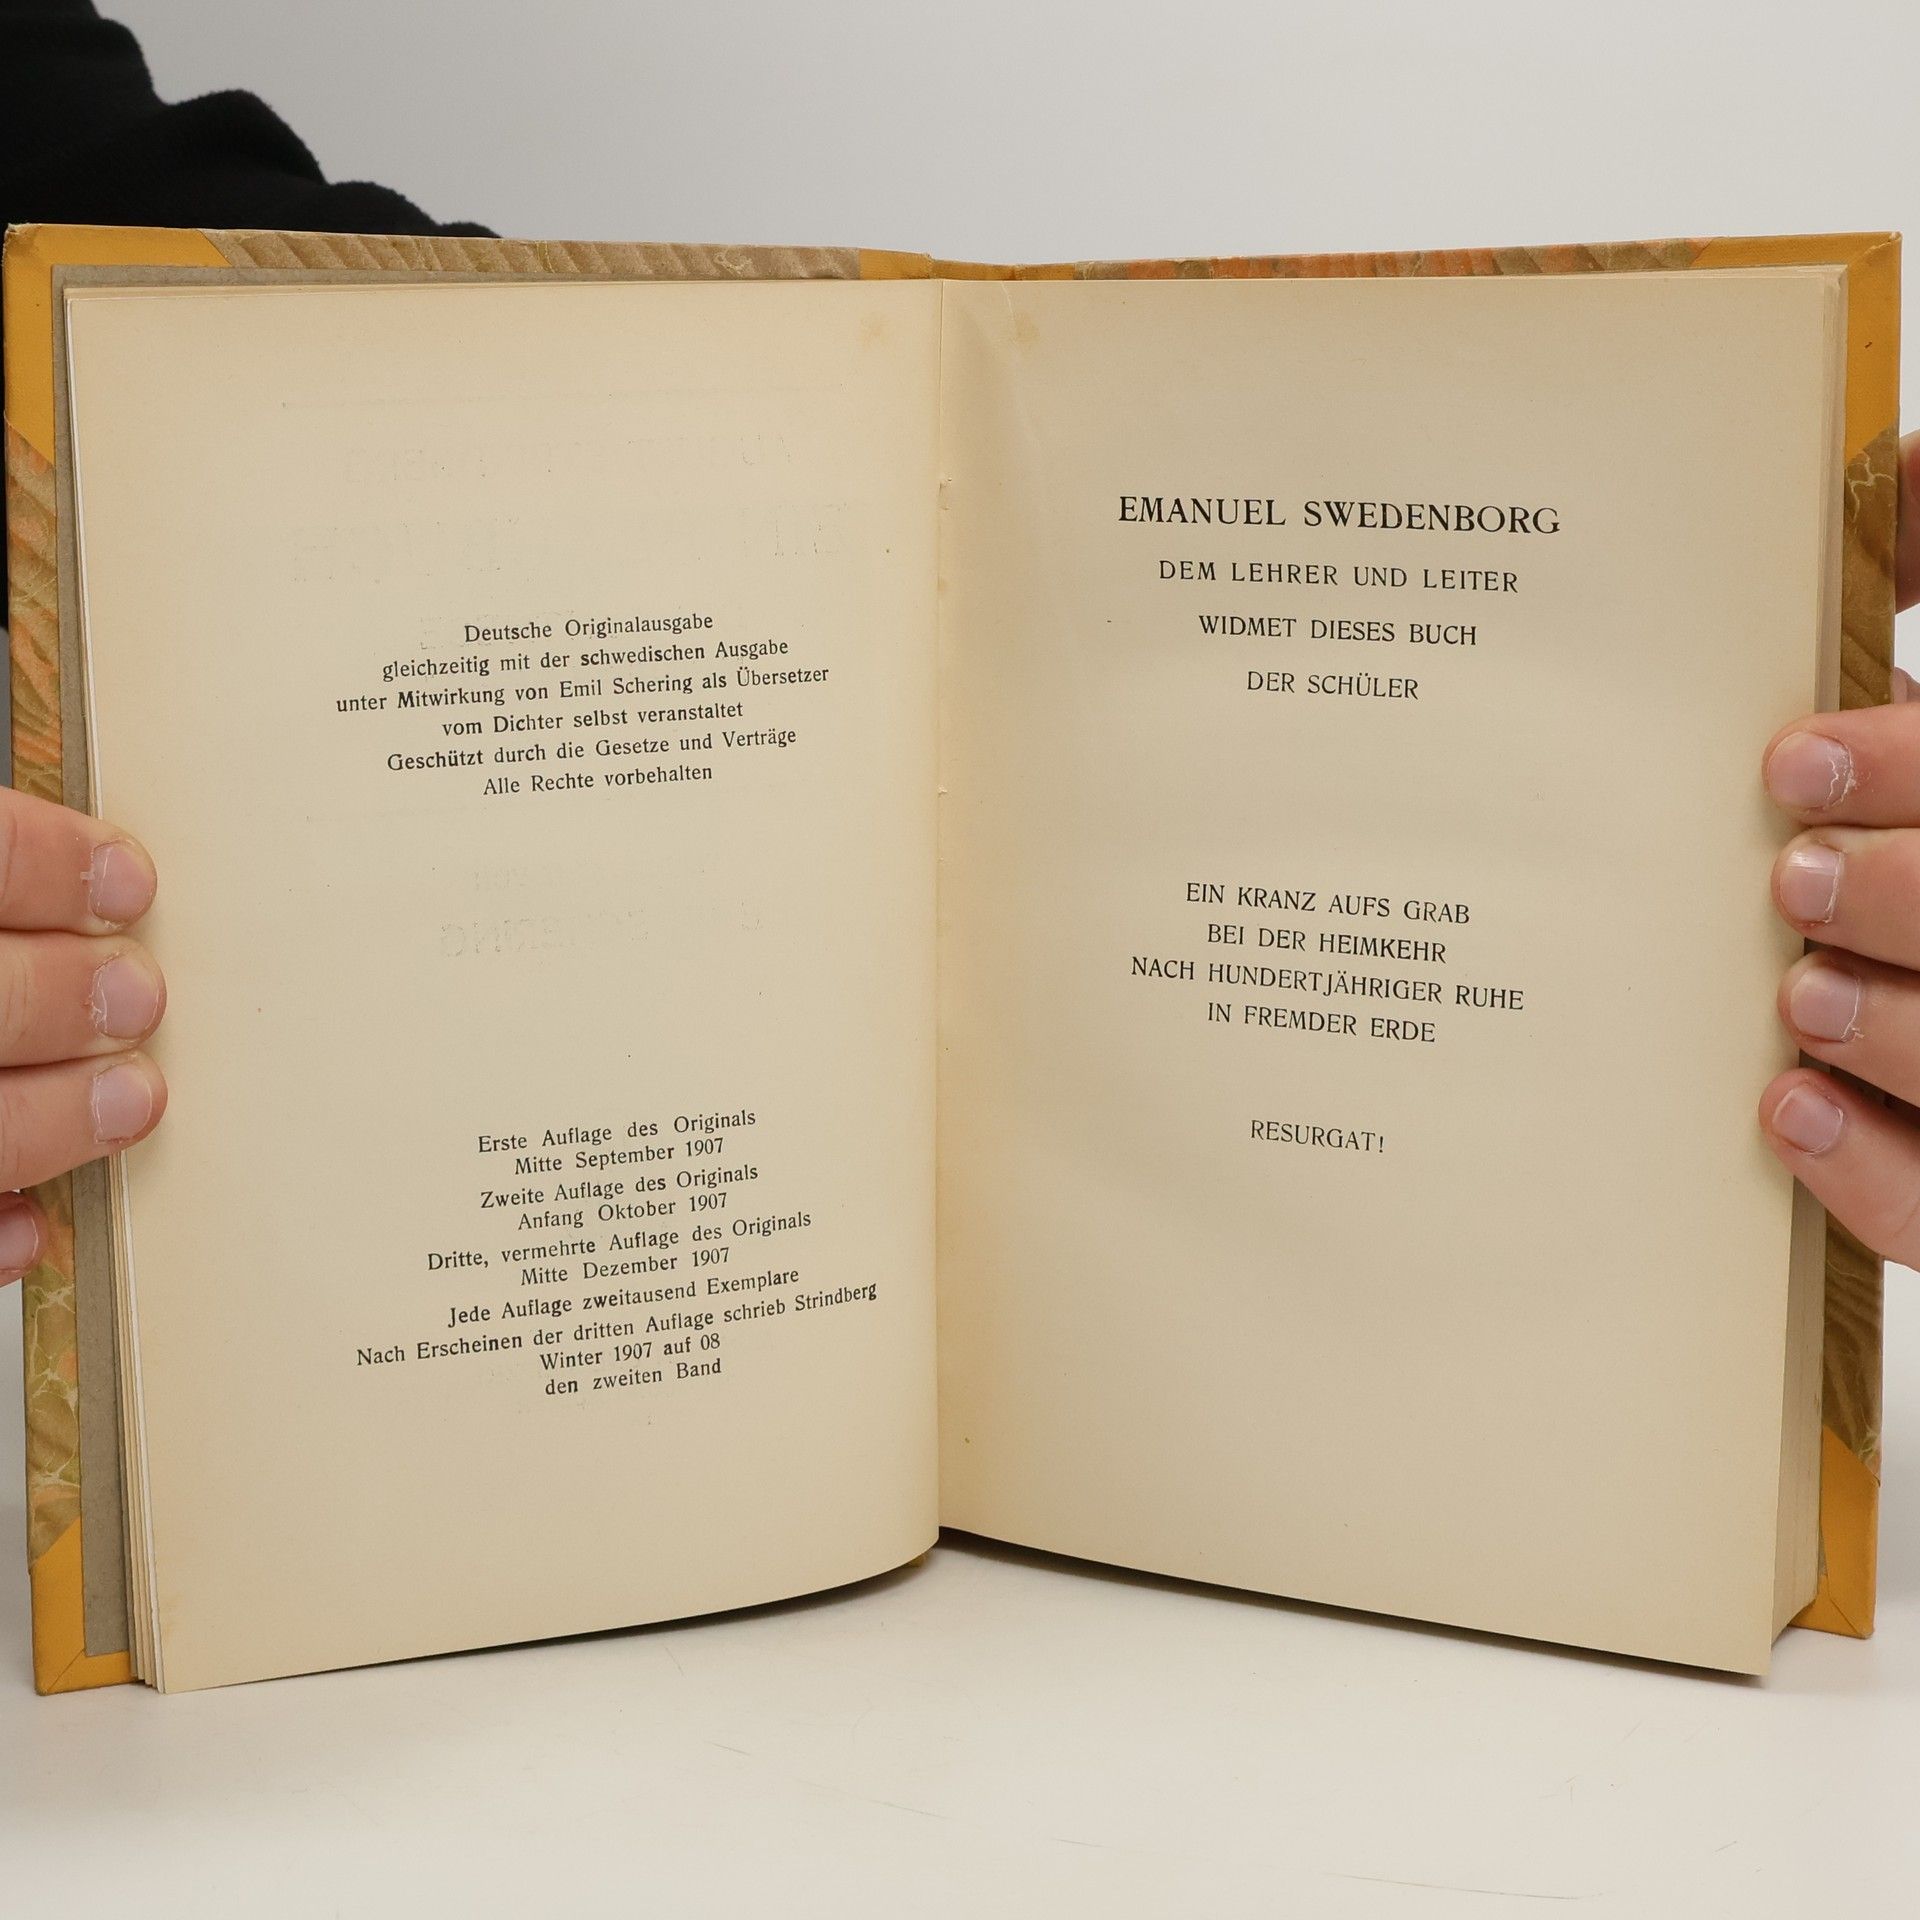 Deutsche Originalausgabe
gleichzeitig mit der schwedischen Ausgabe
unter Mitwirkung von Emil Schering als Übersetzer
vom Dichter selbst veranstaltet
Geschützt durch die Gesetze und Verträge
Alle Rechte vorbehalten
Erste Auflage des Originals
Mitte September 1907
Zweite Auflage des Originals
Anfang Oktober 1907
Dritte, vermehrte Auflage des Originals
Mitte Dezember 1907
Jede Auflage zweitausend Exemplare
Nach Erscheinen der dritten Auflage schrieb Strindberg
Winter 1907 auf 08
den zweiten Band
EMANUEL SWEDENBORG
DEM LEHRER UND LEITER
WIDMET DIESES BUCH
DER SCHÜLER
EIN KRANZ AUFS GRAB
BEI DER HEIMKEHR
NACH HUNDERTJÄHRIGER RUHE
IN FREMDER ERDE
RESURGAT!